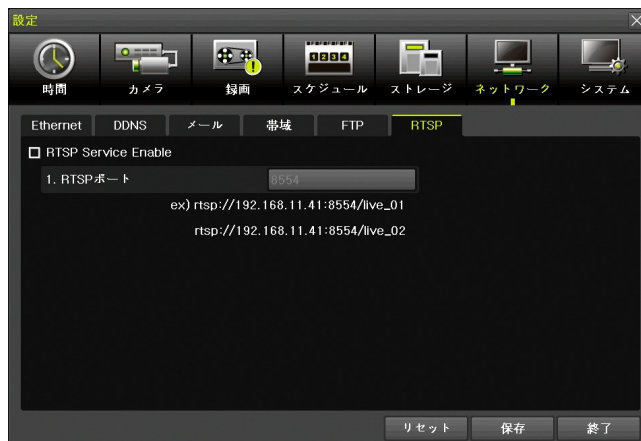 設定
時間 カメラ 録画 1234 スケジュール ストレージ ネットワーク システム
Ethernet DDNS メール 帯域 FTP RTSP
RTSP Service Enable
1. RTSPポート 8554
ex) rtsp://192.168.11.41:8554/live_01
rtsp://192.168.11.41:8554/live_02
リセット 保存 終了